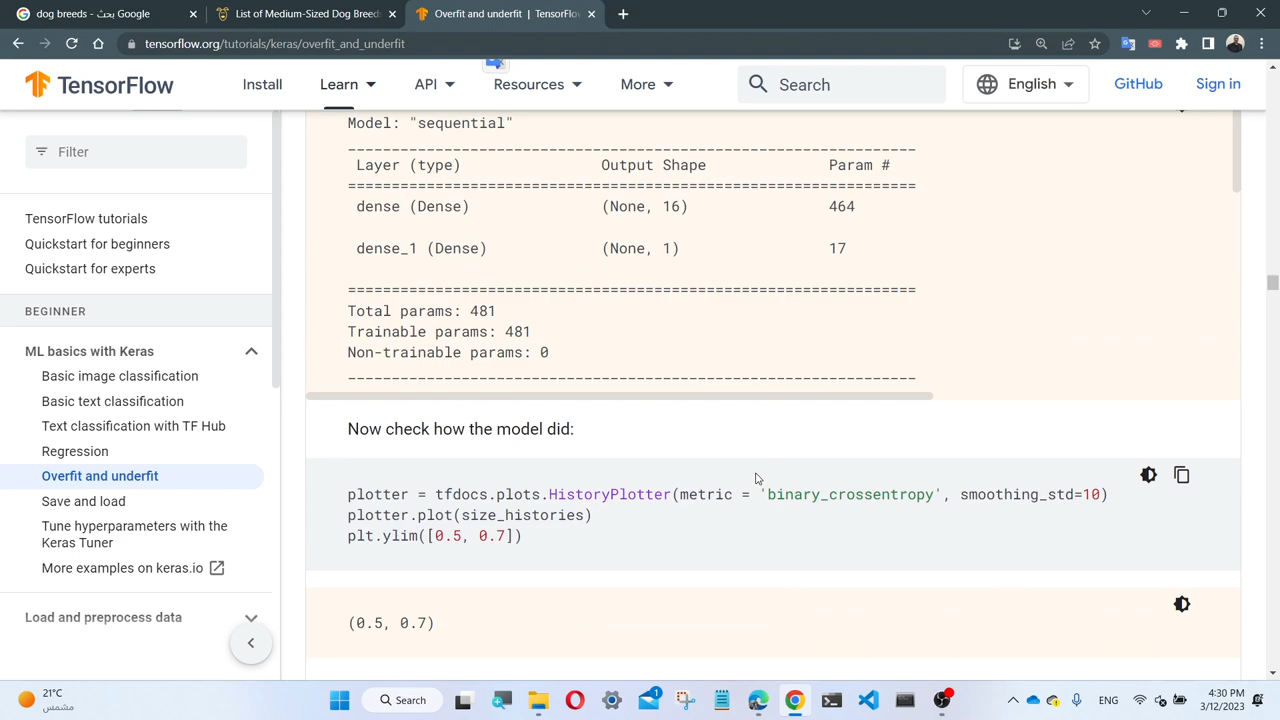 dog breeds - بحث Google
List of Medium-Sized Dog Breeds
Overfit and underfit | TensorFlow
tensorflow.org/tutorials/keras/overfit_and_underfit
TensorFlow
Install
Learn
API
Resources
More
Search
English
GitHub
Sign in
Filter
TensorFlow tutorials
Quickstart for beginners
Quickstart for experts
BEGINNER
ML basics with Keras
Basic image classification
Basic text classification
Text classification with TF Hub
Regression
Overfit and underfit
Save and load
Tune hyperparameters with the
Keras Tuner
More examples on keras.io
Load and preprocess data
Model: "sequential"
_________________________________________________________________
Layer (type) Output Shape Param #
=================================================================
dense (Dense) (None, 16) 464
dense_1 (Dense) (None, 1) 17
=================================================================
Total params: 481
Trainable params: 481
Non-trainable params: 0
_________________________________________________________________
Now check how the model did:
plotter = tfdocs.plots.HistoryPlotter(metric = 'binary_crossentropy', smoothing_std=10)
plotter.plot(size_histories)
plt.ylim([0.5, 0.7])
(0.5, 0.7)
21°C
مشمس
Search
1
ENG
4:30 PM
3/12/2023